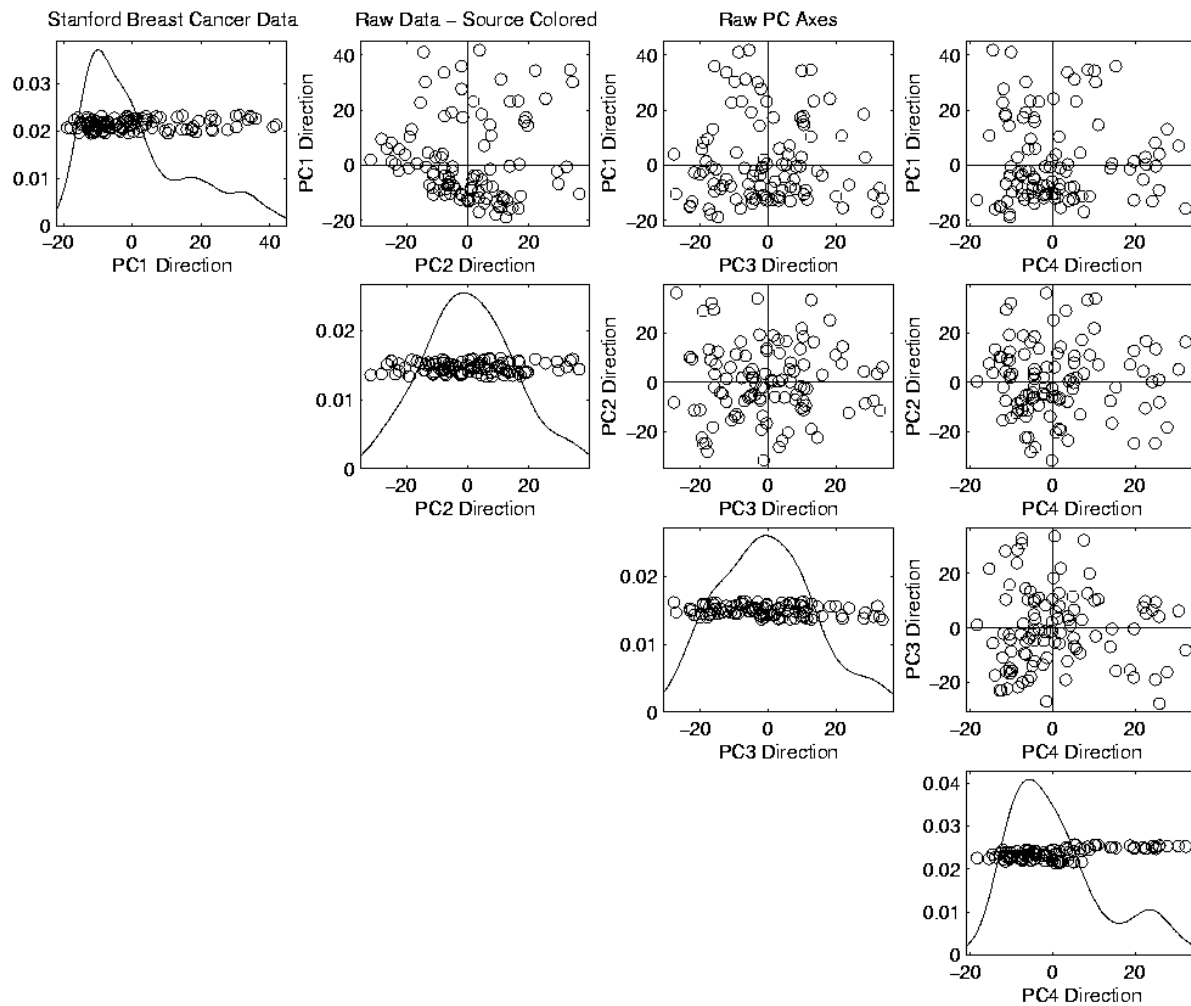 Stanford Breast Cancer Data
Raw Data – Source Colored
Raw PC Axes
0.03
0.02
0.01
0
−20 0 20 40
PC1 Direction
PC1 Direction
40
20
0
−20
−20 0 20
PC2 Direction
PC1 Direction
40
20
0
−20
−20 0 20
PC3 Direction
PC1 Direction
40
20
0
−20
−20 0 20
PC4 Direction
0.02
0.01
0
−20 0 20
PC2 Direction
PC2 Direction
20
0
−20
−20 0 20
PC3 Direction
PC2 Direction
20
0
−20
−20 0 20
PC4 Direction
0.02
0.01
0
−20 0 20
PC3 Direction
PC3 Direction
20
0
−20
−20 0 20
PC4 Direction
0.04
0.03
0.02
0.01
0
−20 0 20
PC4 Direction